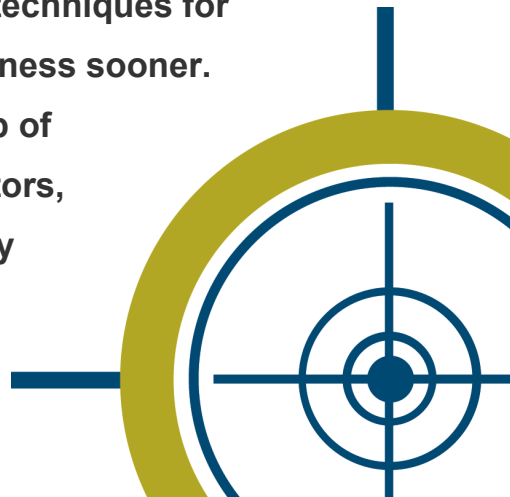 techniques for
ness sooner.
of
tors,
y